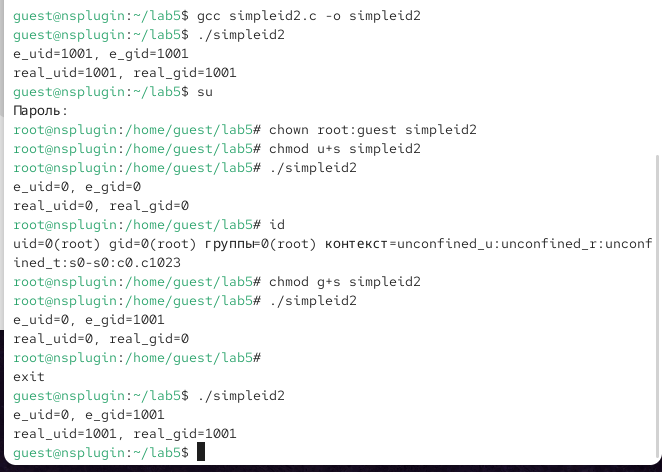 guest@nsplugin:~/lab5$ gcc simpleid2.c -o simpleid2
guest@nsplugin:~/lab5$ ./simpleid2
e_uid=1001, e_gid=1001
real_uid=1001, real_gid=1001
guest@nsplugin:~/lab5$ su
Пароль:
root@nsplugin:/home/guest/lab5# chown root:guest simpleid2
root@nsplugin:/home/guest/lab5# chmod u+s simpleid2
root@nsplugin:/home/guest/lab5# ./simpleid2
e_uid=0, e_gid=0
real_uid=0, real_gid=0
root@nsplugin:/home/guest/lab5# id
uid=0(root) gid=0(root) группы=0(root) контекст=unconfined_u:unconfined_r:unconf
ined_t:s0-s0:c0.c1023
root@nsplugin:/home/guest/lab5# chmod g+s simpleid2
root@nsplugin:/home/guest/lab5# ./simpleid2
e_uid=0, e_gid=1001
real_uid=0, real_gid=0
root@nsplugin:/home/guest/lab5#
exit
guest@nsplugin:~/lab5$ ./simpleid2
e_uid=0, e_gid=1001
real_uid=1001, real_gid=1001
guest@nsplugin:~/lab5$